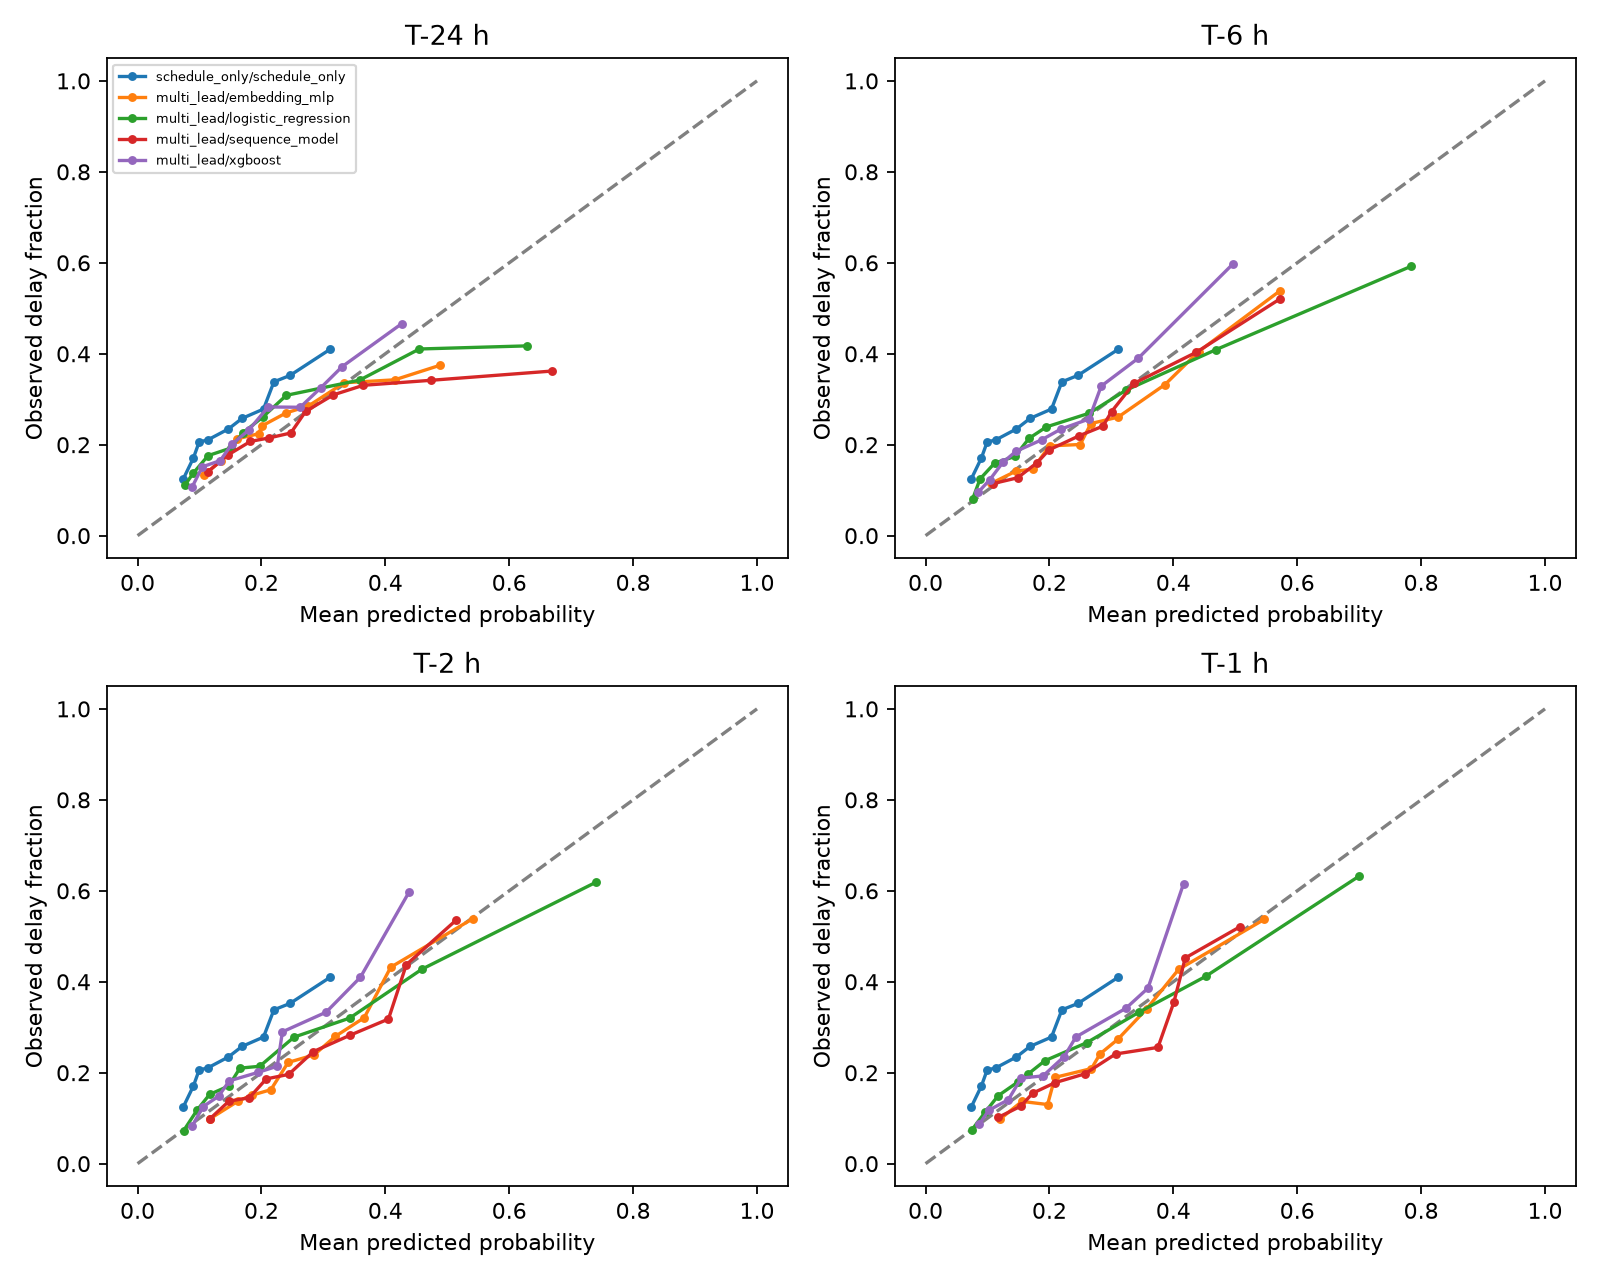 T-24 h
1.0
0.8
0.6
0.4
0.2
0.0
Observed delay fraction
schedule_only/schedule_only
multi_lead/embedding_mlp
multi_lead/logistic_regression
multi_lead/sequence_model
multi_lead/xgboost
0.0 0.2 0.4 0.6 0.8 1.0
Mean predicted probability
T-6 h
1.0
0.8
0.6
0.4
0.2
0.0
Observed delay fraction
0.0 0.2 0.4 0.6 0.8 1.0
Mean predicted probability
T-2 h
1.0
0.8
0.6
0.4
0.2
0.0
Observed delay fraction
0.0 0.2 0.4 0.6 0.8 1.0
Mean predicted probability
T-1 h
1.0
0.8
0.6
0.4
0.2
0.0
Observed delay fraction
0.0 0.2 0.4 0.6 0.8 1.0
Mean predicted probability